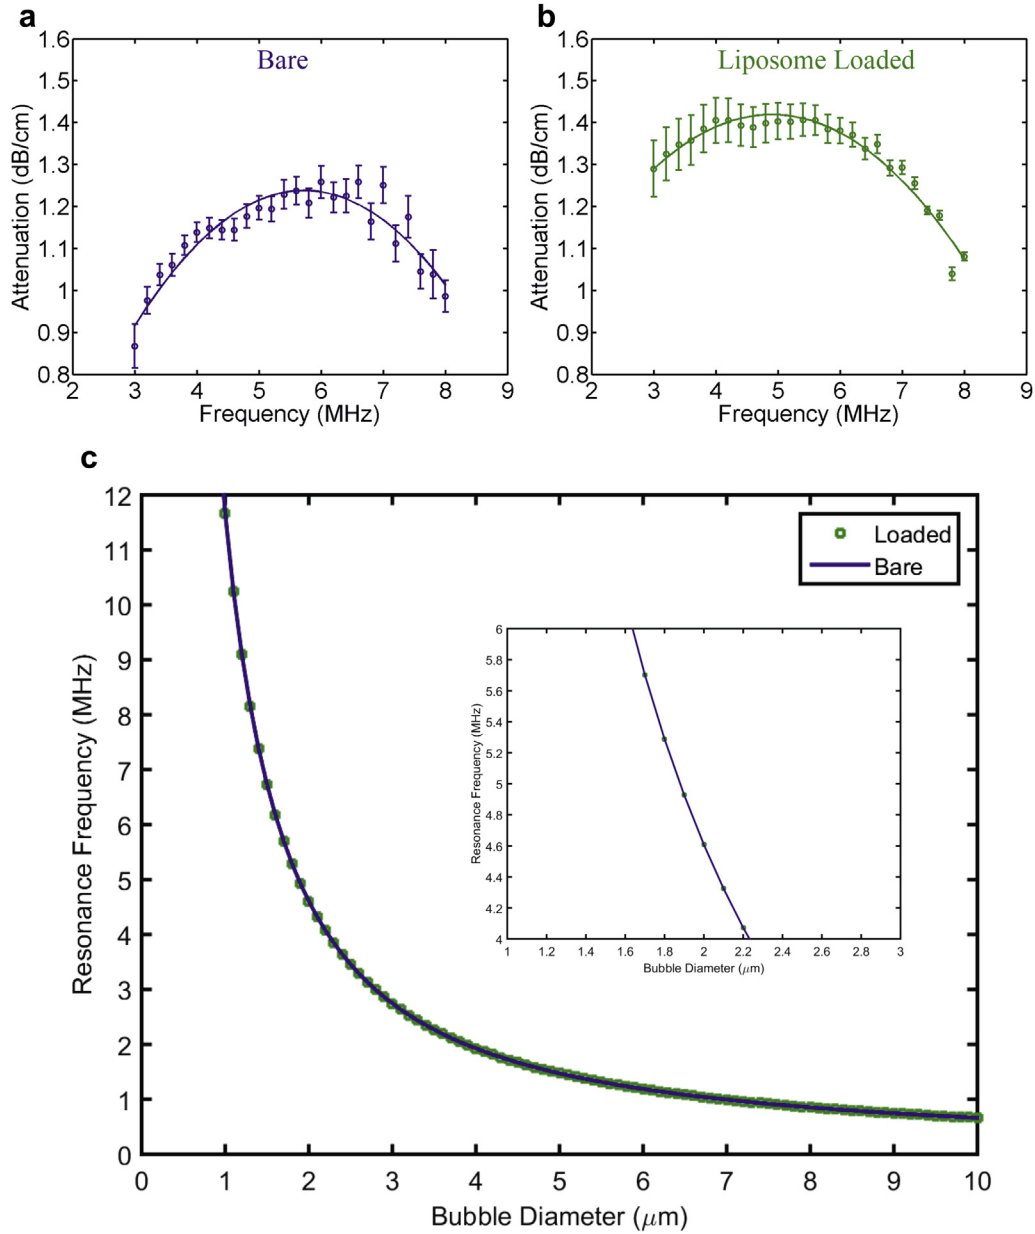 a
Bare
1.6
1.5
1.4
1.3
1.2
1.1
1
0.9
0.8
Attenuation (dB/cm)
2 3 4 5 6 7 8 9
Frequency (MHz)
b
Liposome Loaded
1.6
1.5
1.4
1.3
1.2
1.1
1
0.9
0.8
Attenuation (dB/cm)
2 3 4 5 6 7 8 9
Frequency (MHz)
c
12
11
10
9
8
7
6
5
4
3
2
1
0
Resonance Frequency (MHz)
0 1 2 3 4 5 6 7 8 9 10
Bubble Diameter (μm)
Loaded
Bare
6
5.8
5.6
5.4
5.2
5
4.8
4.6
4.4
4.2
4
Resonance Frequency (MHz)
1 1.2 1.4 1.6 1.8 2 2.2 2.4 2.6 2.8 3
Bubble Diameter (μm)